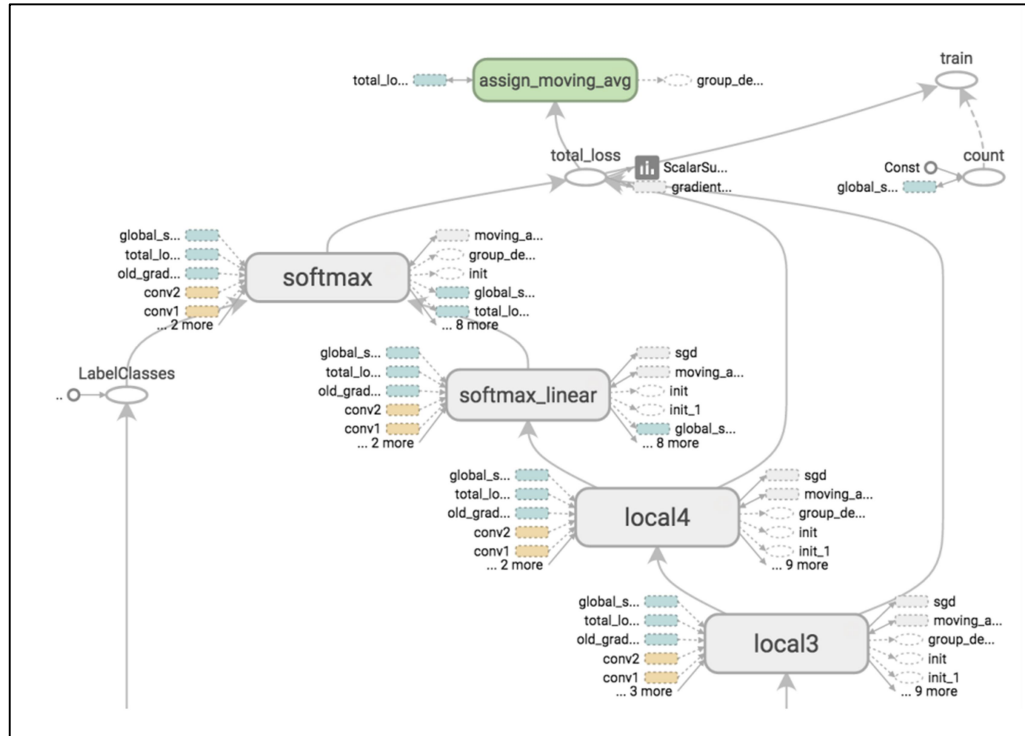 train
total_lo...
assign_moving_avg
group_de...
total_loss
ScalarSu...
gradient...
Const
count
global_s...
global_s...
total_lo...
old_grad...
conv2
conv1
... 2 more
softmax
moving_a...
group_de...
init
global_s...
total_lo...
... 8 more
LabelClasses
..
global_s...
total_lo...
old_grad...
conv2
conv1
... 2 more
softmax_linear
sgd
moving_a...
init
init_1
global_s...
... 8 more
global_s...
total_lo...
old_grad...
conv2
conv1
... 2 more
local4
sgd
moving_a...
group_de...
init
init_1
... 9 more
global_s...
total_lo...
old_grad...
conv2
conv1
... 3 more
local3
sgd
moving_a...
group_de...
init
init_1
... 9 more